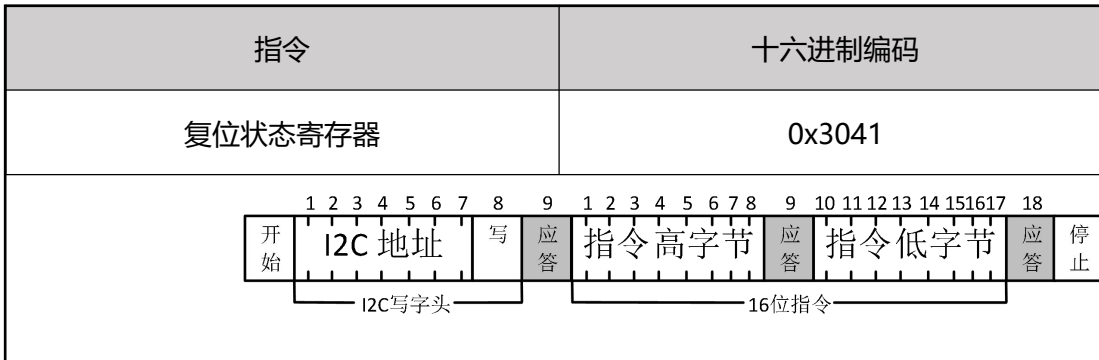 指令 十六进制编码
复位状态寄存器 0x3041
1 2 3 4 5 6 7 8 9 1 2 3 4 5 6 7 8 9 10 11 12 13 14 15 16 17 18
开始 I2C 地址 写 应答 指令高字节 应答 指令低字节 应答 停止
I2C写字头 16位指令